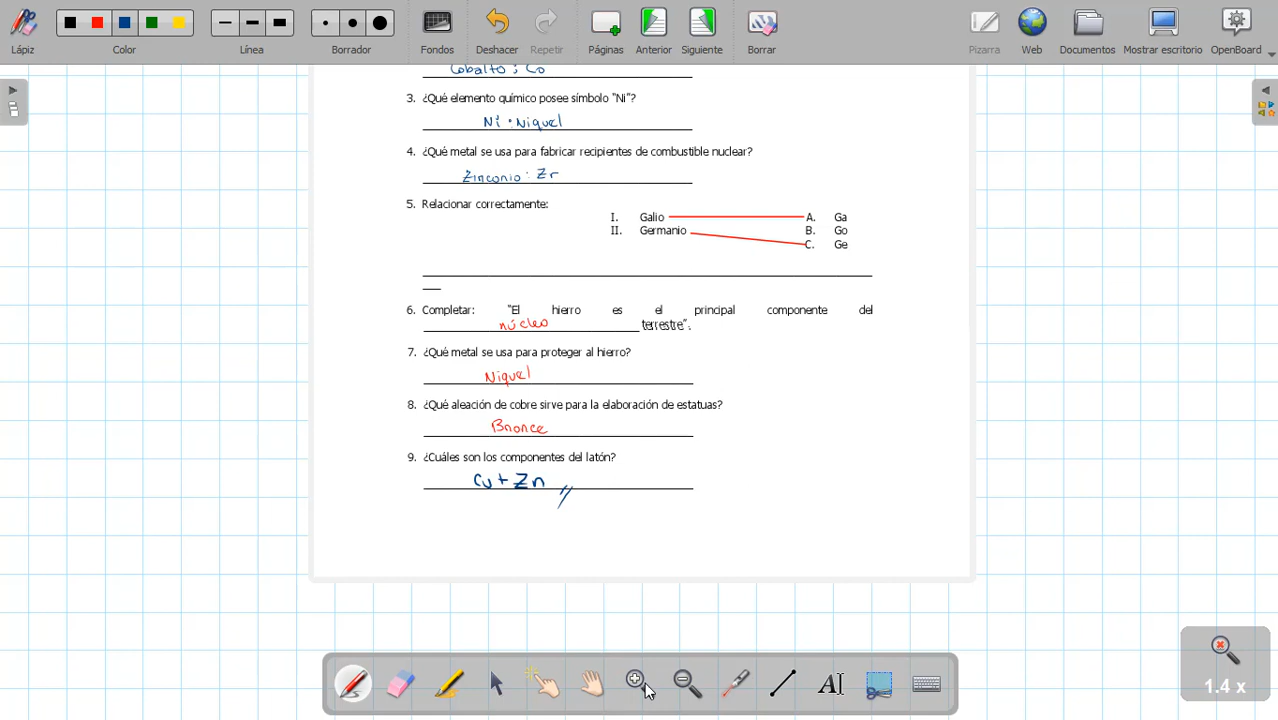 Lápiz
Color
Línea
Borrador
Fondos
Deshacer
Repetir
Páginas
Anterior
Siguiente
Borrar
Pizarra
Web
Documentos
Mostrar escritorio
OpenBoard
Cobalto : Co
3. ¿Qué elemento químico posee símbolo "Ni"?
Ni : Niquel
4. ¿Qué metal se usa para fabricar recipientes de combustible nuclear?
Zirconio : Zr
5. Relacionar correctamente:
I. Galio A. Ga
II. Germanio B. Go
C. Ge
6. Completar: "El hierro es el principal componente del
núcleo terrestre".
7. ¿Qué metal se usa para proteger al hierro?
Niquel
8. ¿Qué aleación de cobre sirve para la elaboración de estatuas?
Bronce
9. ¿Cuáles son los componentes del latón?
Cu + Zn
1.4 x